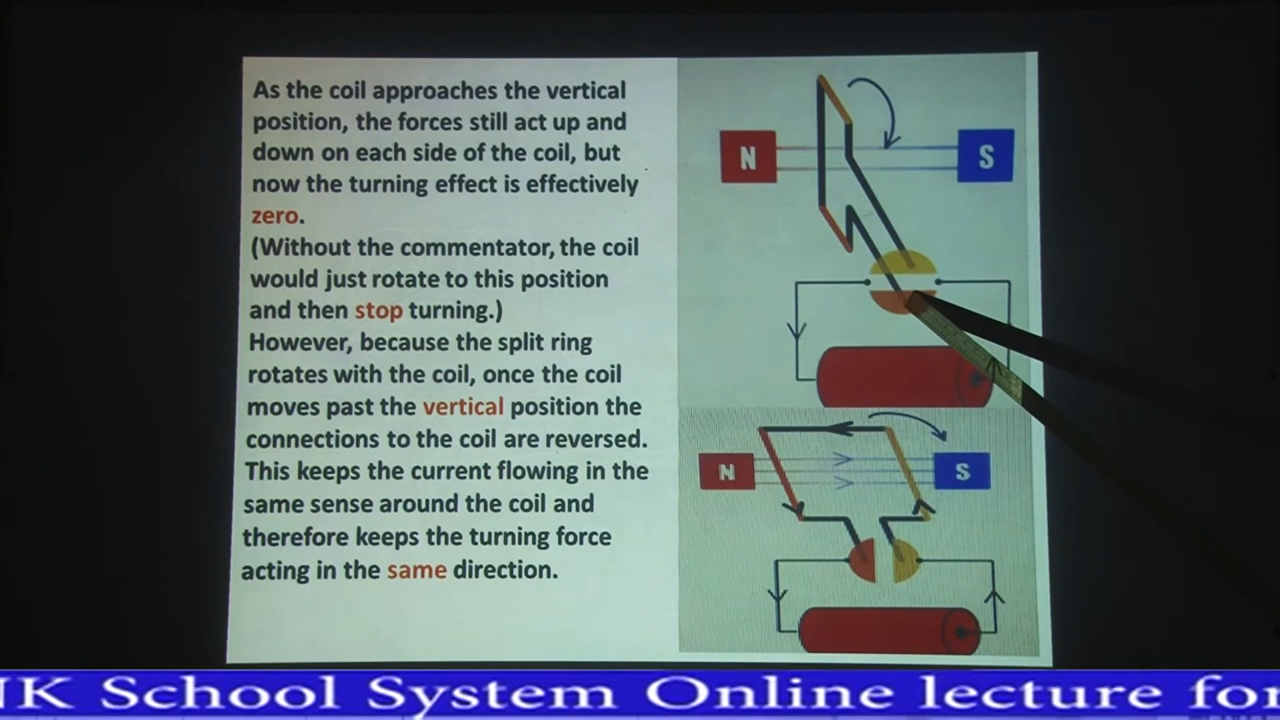 As the coil approaches the vertical
position, the forces still act up and
down on each side of the coil, but
now the turning effect is effectively
zero.
(Without the commentator, the coil
would just rotate to this position
and then stop turning.)
However, because the split ring
rotates with the coil, once the coil
moves past the vertical position the
connections to the coil are reversed.
This keeps the current flowing in the
same sense around the coil and
therefore keeps the turning force
acting in the same direction.
N
S
N
S
NK School System Online lecture for